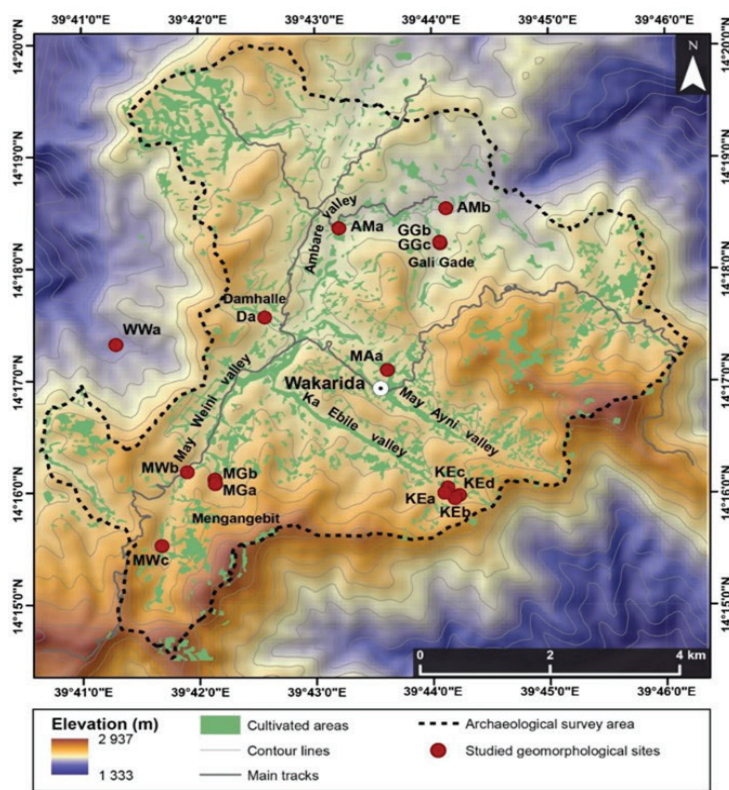 39°41'0"E 39°42'0"E 39°43'0"E 39°44'0"E 39°45'0"E 39°46'0"E
14°20'0"N
14°20'0"N
N
14°19'0"N
14°19'0"N
AMb
Ambare valley
AMa
GGb
GGc
Gali Gade
14°18'0"N
14°18'0"N
Damhalle
Da
WWa
MAa
14°17'0"N
14°17'0"N
Wakarida
May Ayni valley
May Weini valley
Ka Ebile valley
MWb
MGb
MGa
KEc
KEd
KEa
KEb
14°16'0"N
14°16'0"N
Mengangebit
MWc
14°15'0"N
14°15'0"N
0 2 4 km
39°41'0"E 39°42'0"E 39°43'0"E 39°44'0"E 39°45'0"E 39°46'0"E
Elevation (m)
2 937
1 333
Cultivated areas
Contour lines
Main tracks
Archaeological survey area
Studied geomorphological sites